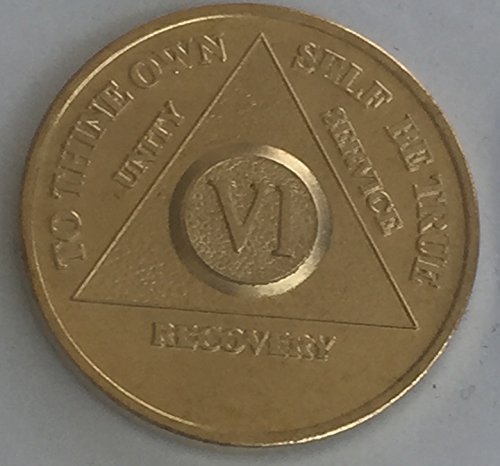 TO THINE OWN SELF BE TRUE
UNITY
SERVICE
VI
RECOVERY